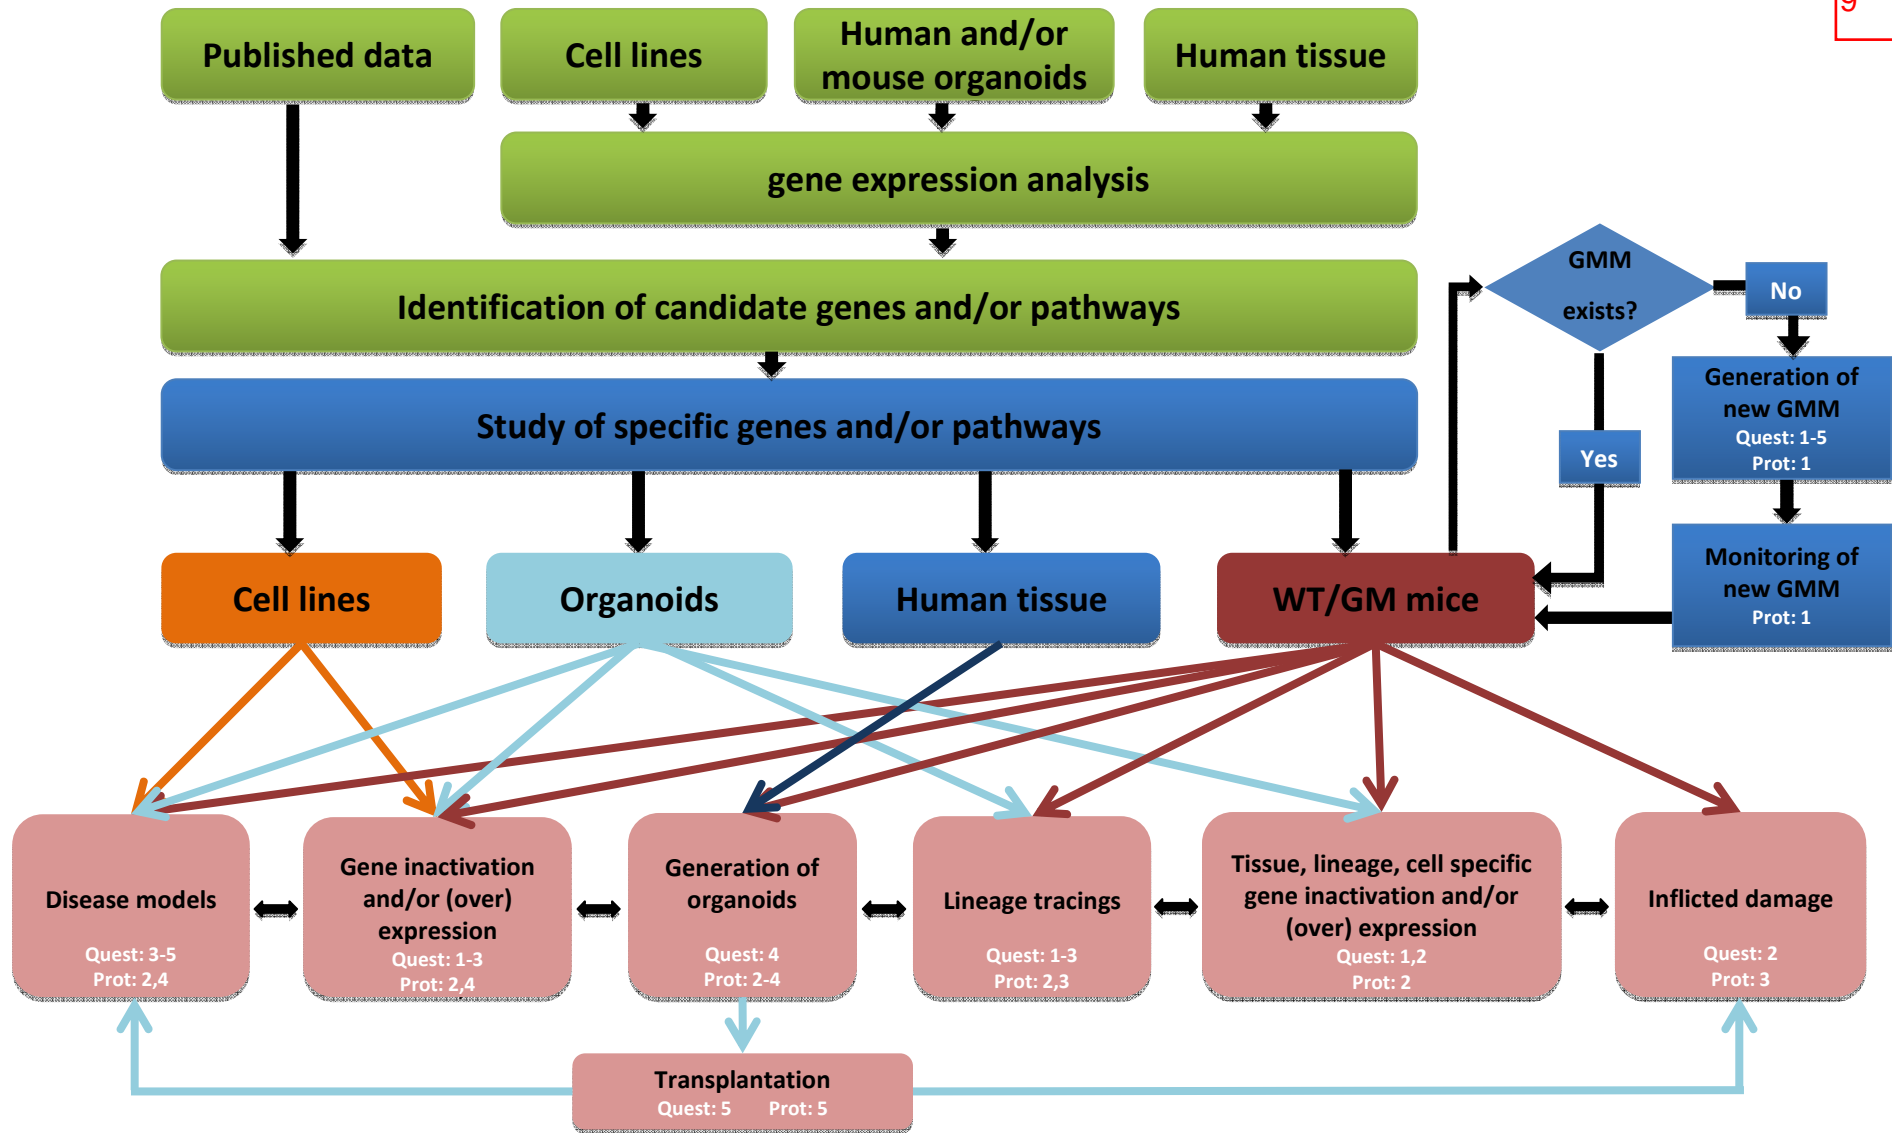 9
Published data
Cell lines
Human and/or
mouse organoids
Human tissue
gene expression analysis
Identification of candidate genes and/or pathways
GMM
exists?
No
Yes
Generation of
new GMM
Quest: 1-5
Prot: 1
Monitoring of
new GMM
Prot: 1
Study of specific genes and/or pathways
Cell lines
Organoids
Human tissue
WT/GM mice
Disease models
Quest: 3-5
Prot: 2,4
Gene inactivation
and/or (over)
expression
Quest: 1-3
Prot: 2,4
Generation of
organoids
Quest: 4
Prot: 2-4
Lineage tracings
Quest: 1-3
Prot: 2,3
Tissue, lineage, cell specific
gene inactivation and/or
(over) expression
Quest: 1,2
Prot: 2
Inflicted damage
Quest: 2
Prot: 3
Transplantation
Quest: 5 Prot: 5